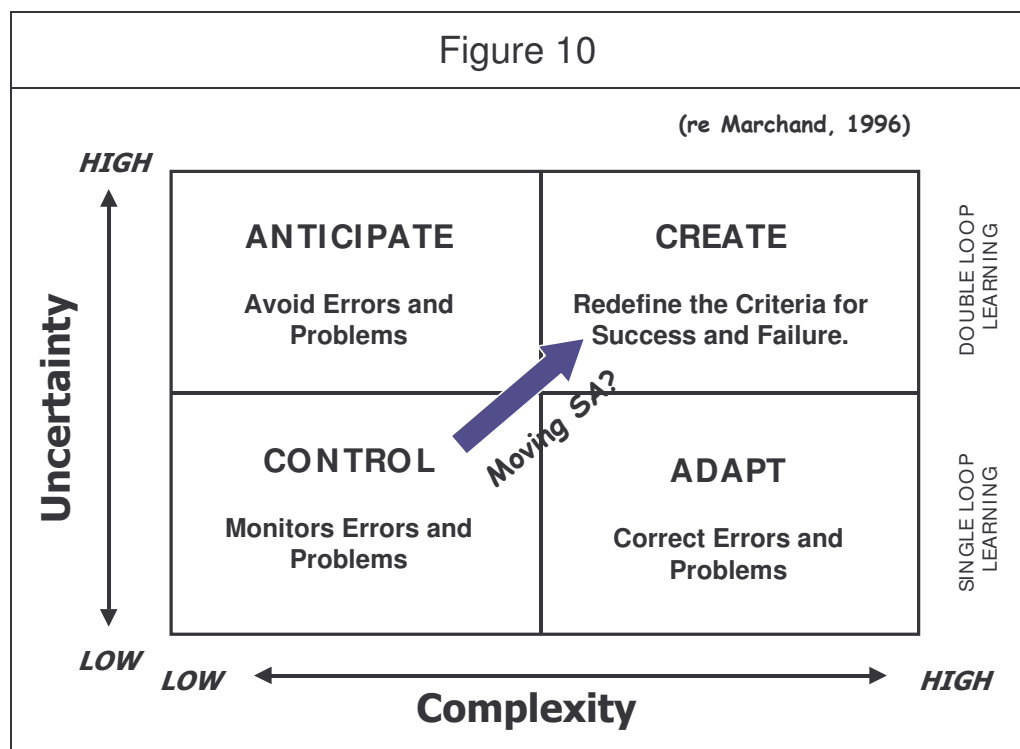 Figure 10
(re Marchand, 1996)
HIGH
Uncertainty
LOW
ANTICIPATE
Avoid Errors and
Problems
CREATE
Redefine the Criteria for
Success and Failure.
DOUBLE LOOP
LEARNING
Moving SA?
CONTROL
Monitors Errors and
Problems
ADAPT
Correct Errors and
Problems
SINGLE LOOP
LEARNING
LOW
HIGH
Complexity